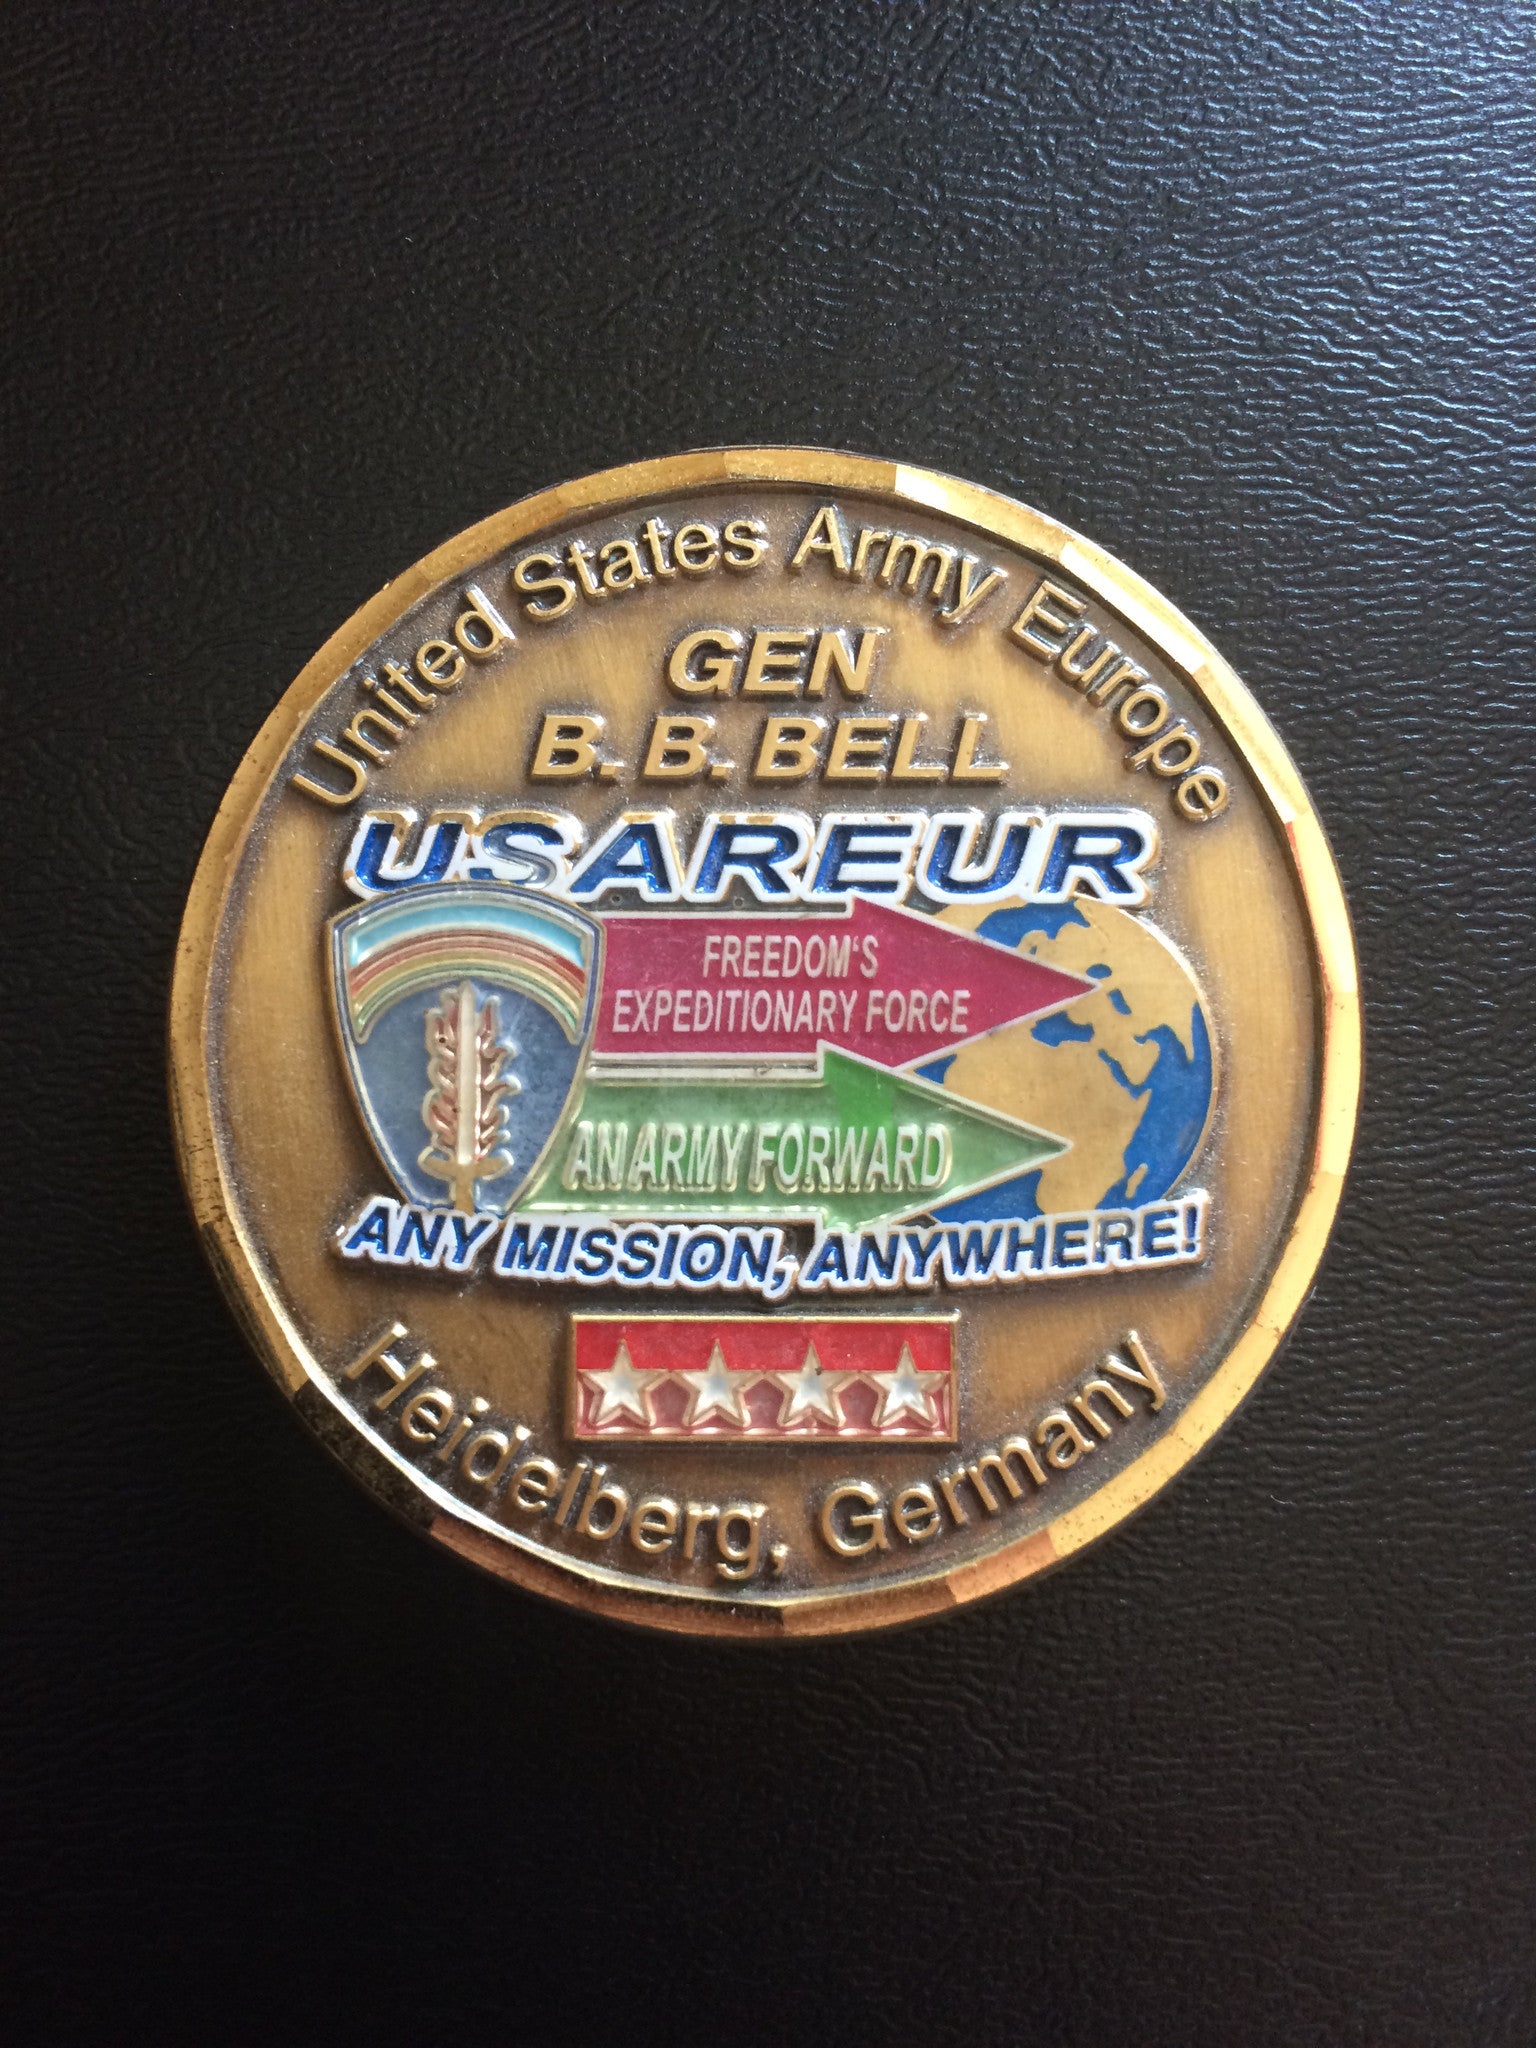 United States Army Europe
GEN
B. B. BELL
USAREUR
FREEDOM'S
EXPEDITIONARY FORCE
AN ARMY FORWARD
ANY MISSION, ANYWHERE!
Heidelberg, Germany